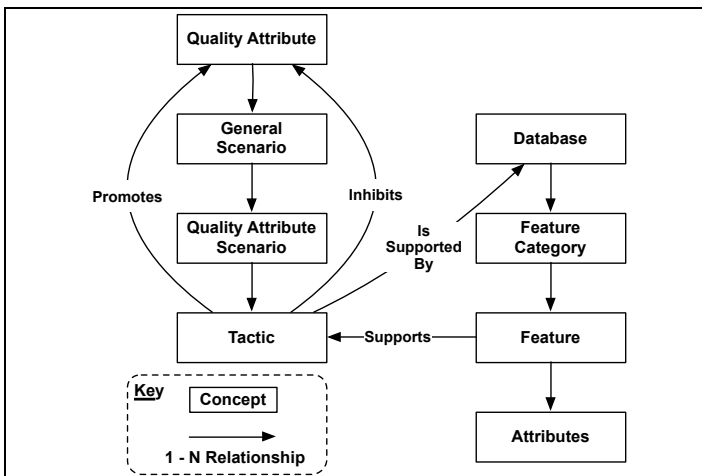 Quality Attribute
General
Scenario
Database
Promotes
Inhibits
Is
Supported
By
Quality Attribute
Scenario
Feature
Category
Tactic
Supports
Feature
Key
Concept
1 - N Relationship
Attributes